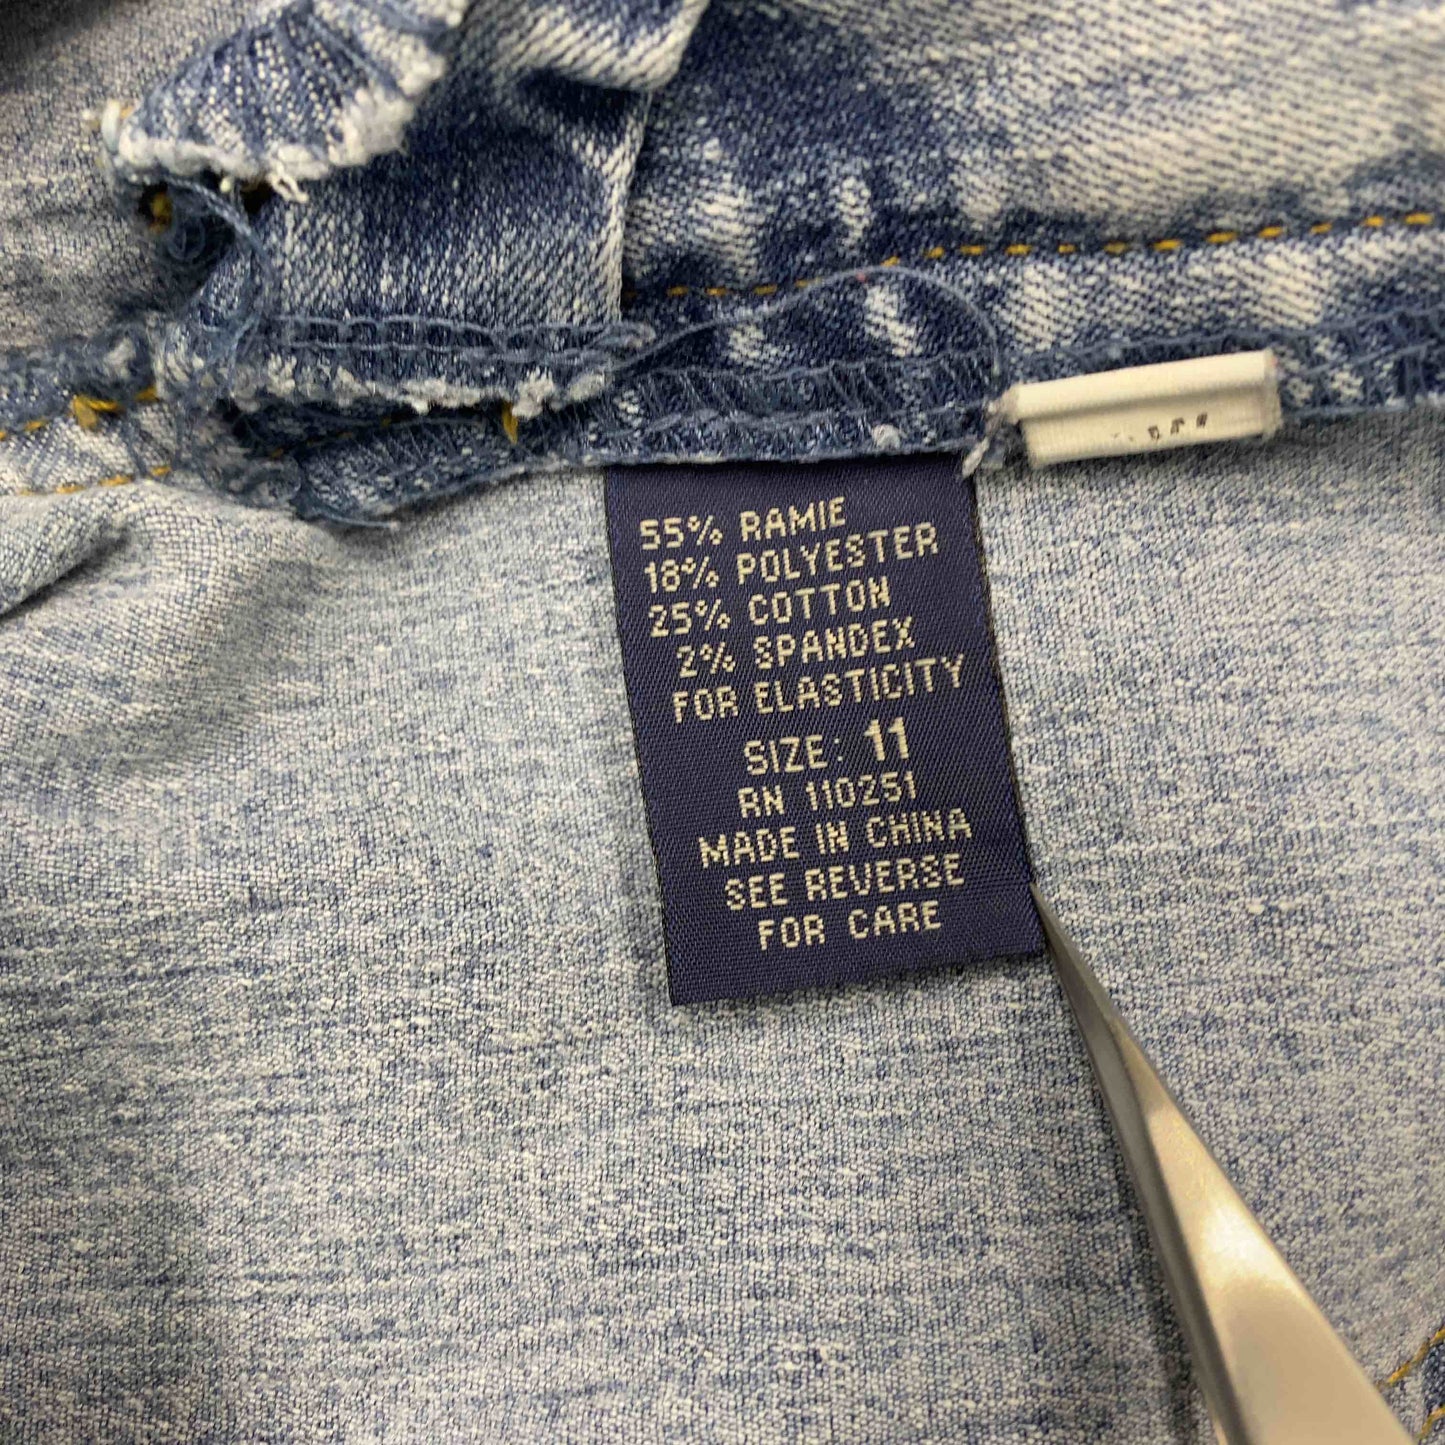 55% RAMIE
18% POLYESTER
25% COTTON
2% SPANDEX
FOR ELASTICITY
SIZE: 11
RN 110251
MADE IN CHINA
SEE REVERSE
FOR CARE